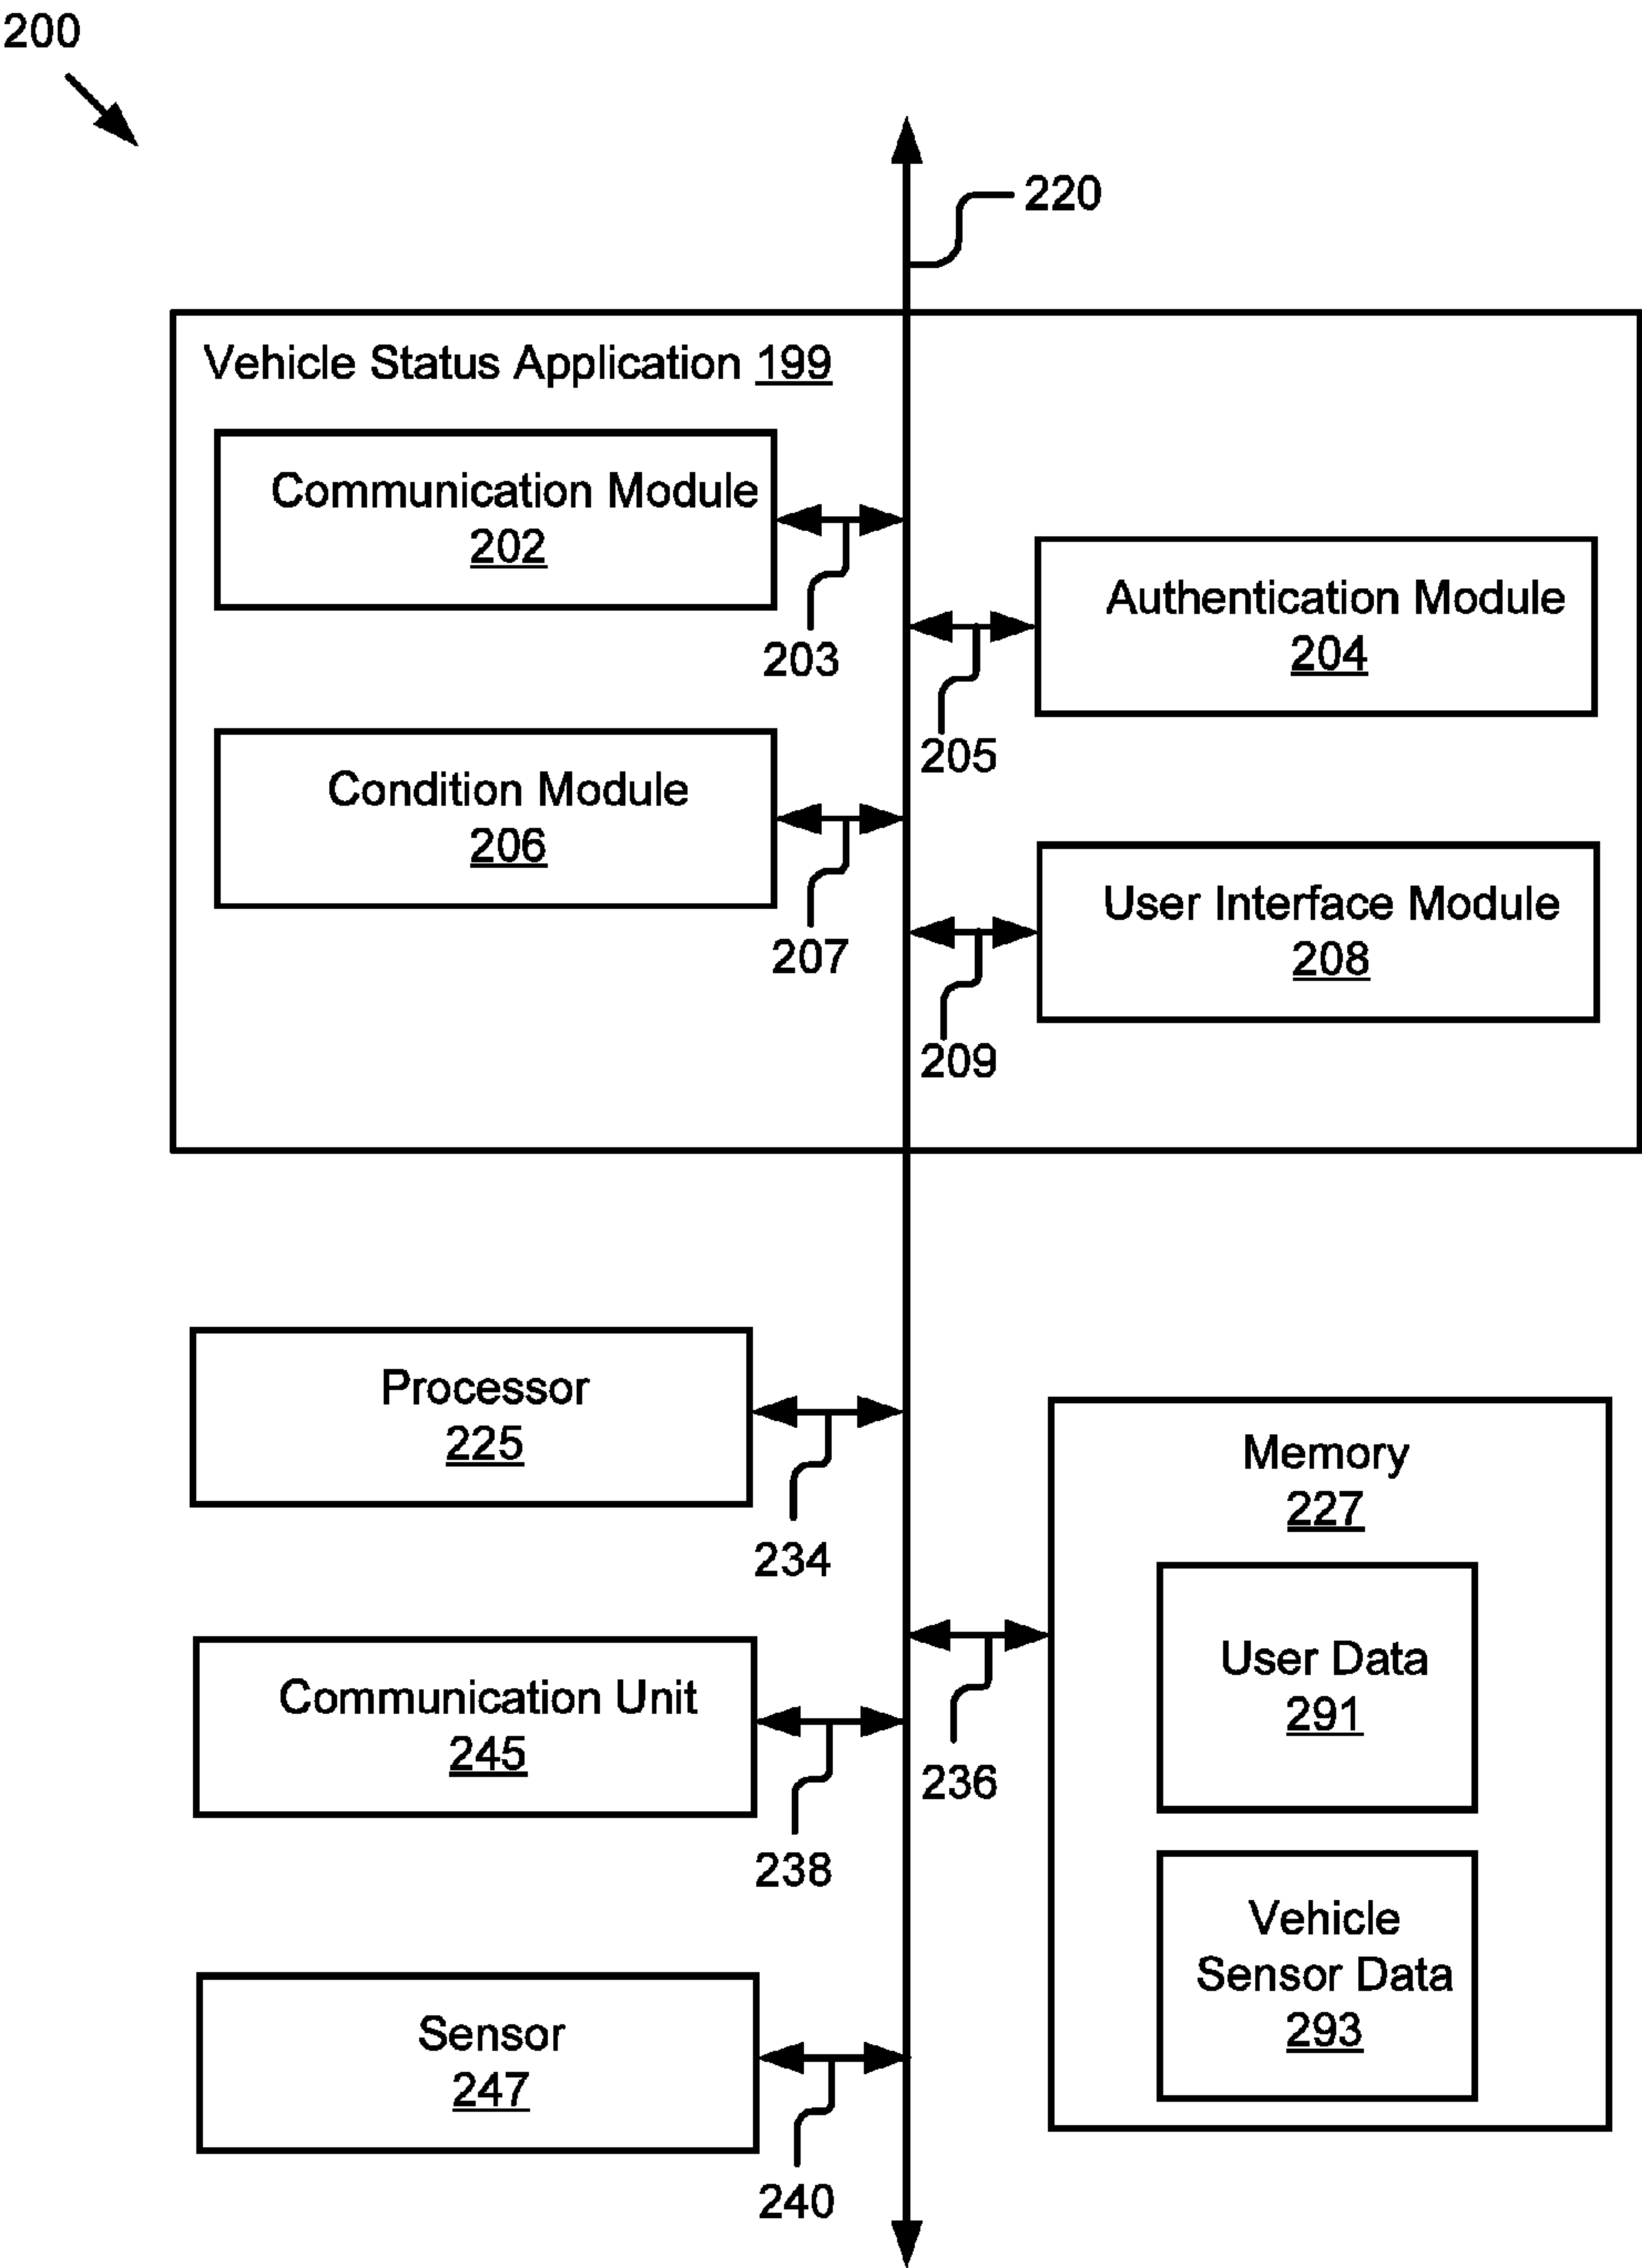 200
220
Vehicle Status Application 199
Communication Module
202
203
Authentication Module
204
205
Condition Module
206
207
User Interface Module
208
209
Processor
225
234
Memory
227
User Data
291
Communication Unit
245
236
238
Vehicle
Sensor Data
293
Sensor
247
240